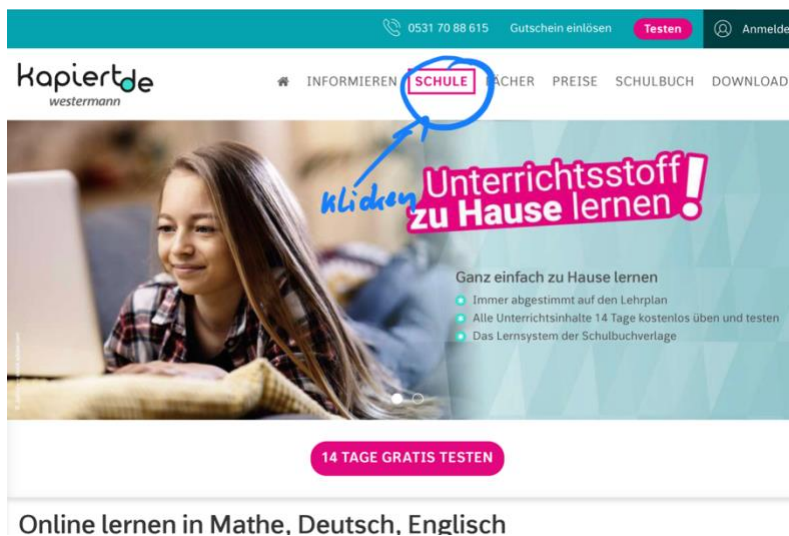 0531 70 88 615 Gutschein einlösen Testen Anmelde
kapiert.de
westermann
INFORMIEREN SCHULE FÄCHER PREISE SCHULBUCH DOWNLOAD
klicken
Unterrichtsstoff!
zu Hause lernen
Ganz einfach zu Hause lernen
Immer abgestimmt auf den Lehrplan
Alle Unterrichtsinhalte 14 Tage kostenlos üben und testen
Das Lernsystem der Schulbuchverlage
14 TAGE GRATIS TESTEN
Online lernen in Mathe, Deutsch, Englisch